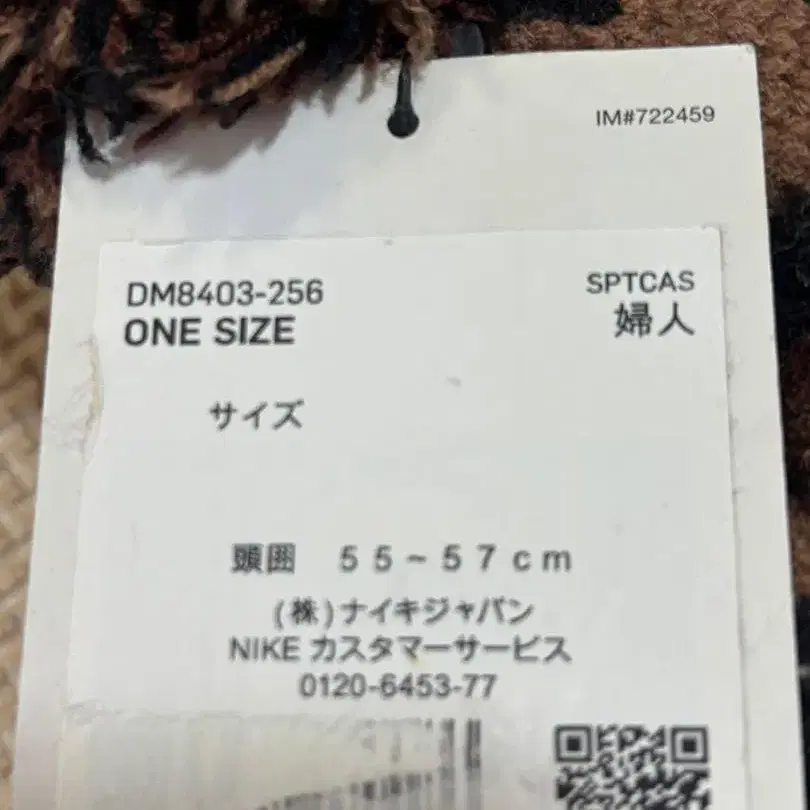 IM#722459
DM8403-256
SPTCAS
ONE SIZE
婦人
サイズ
頭囲 55~57cm
(株)ナイキジャパン
NIKE カスタマーサービス
0120-6453-77